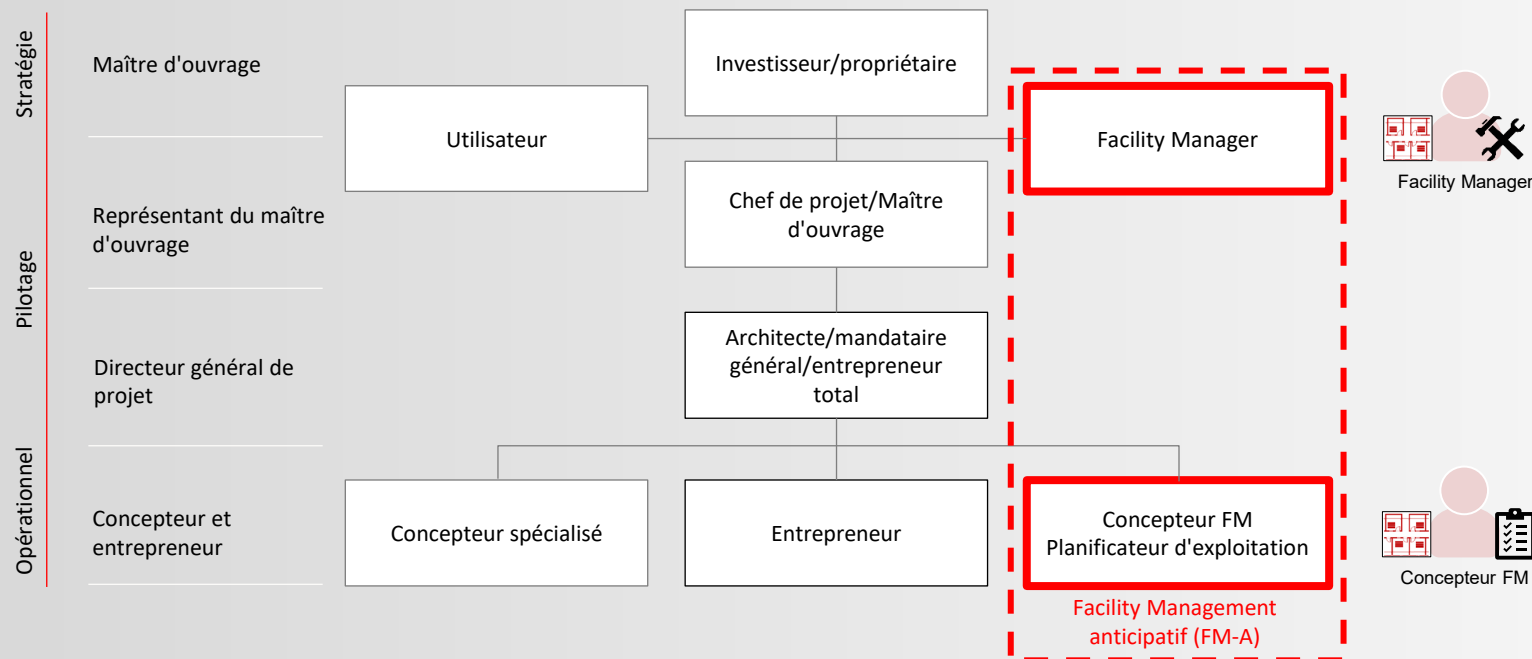 Stratégie
Maître d'ouvrage
Investisseur/propriétaire
Utilisateur
Facility Manager
Facility Manager
Pilotage
Représentant du maître
d'ouvrage
Chef de projet/Maître
d'ouvrage
Directeur général de
projet
Architecte/mandataire
général/entrepreneur
total
Opérationnel
Concepteur et
entrepreneur
Concepteur spécialisé
Entrepreneur
Concepteur FM
Planificateur d'exploitation
Concepteur FM
Facility Management
anticipatif (FM-A)